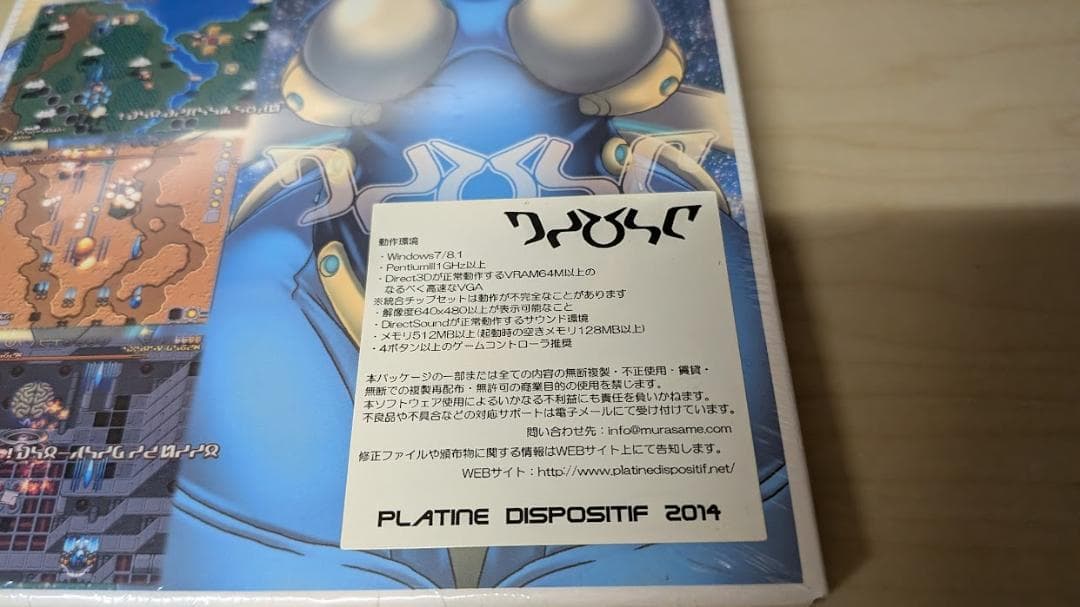 動作環境
・Windows7/8.1
・PentiumIII1GHz以上
・Direct3Dが正常動作するVRAM64M以上の
なるべく高速なVGA
※統合チップセットは動作が不完全なことがあります
・解像度640x480以上が表示可能なこと
・DirectSoundが正常動作するサウンド環境
・メモリ512MB以上(起動時の空きメモリ128MB以上)
・4ボタン以上のゲームコントローラ推奨
本パッケージの一部または全ての内容の無断複製・不正使用・賃貸・
無断での複製再配布・無許可の商業目的の使用を禁じます。
本ソフトウェア使用によるいかなる不利益にも責任を負いかねます。
不良品や不具合などの対応サポートは電子メールにて受け付けています。
問い合わせ先：info@murasame.com
修正ファイルや頒布物に関する情報はWEBサイト上にて告知します。
WEBサイト：http://www.platinedispositif.net/
PLATINE DISPOSITIF 2014